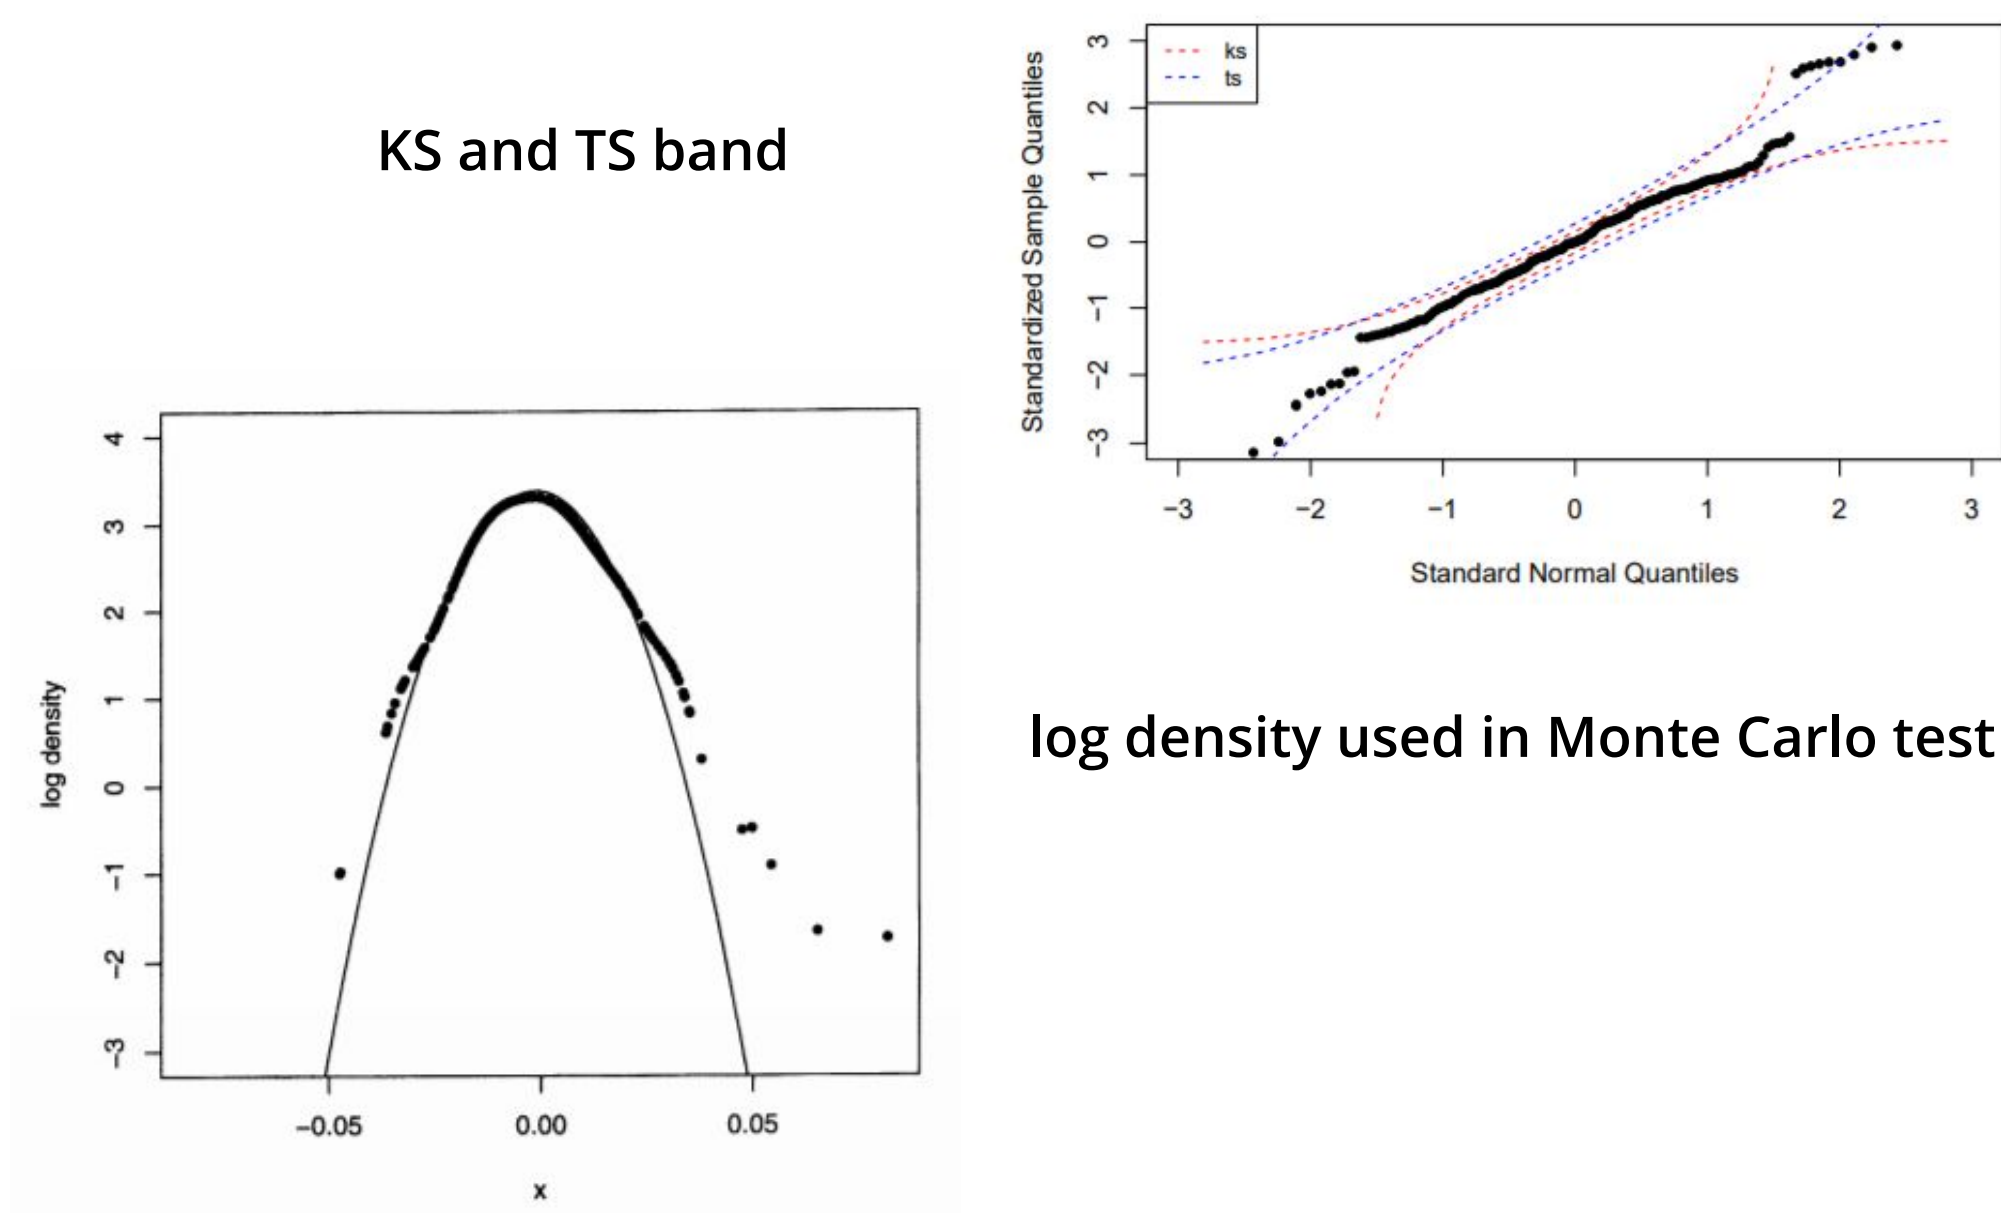 KS and TS band
3
2
1
0
−1
−2
−3
ks
ts
Standardized Sample Quantiles
−3 −2 −1 0 1 2 3
Standard Normal Quantiles
log density used in Monte Carlo test
4
3
2
1
0
−1
−2
−3
log density
−0.05 0.00 0.05
x